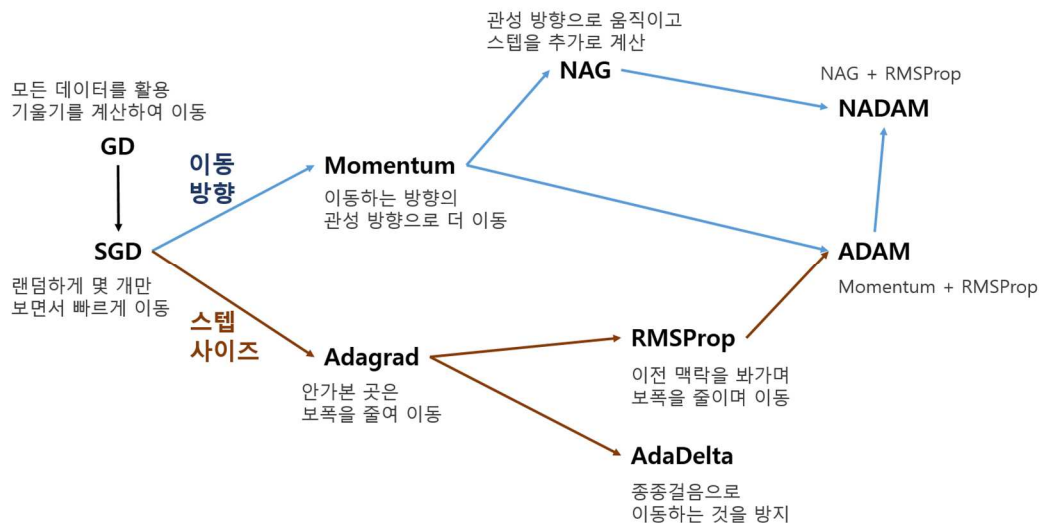 모든 데이터를 활용
기울기를 계산하여 이동
GD
SGD
랜덤하게 몇 개만
보면서 빠르게 이동
이동
방향
스텝
사이즈
Momentum
이동하는 방향의
관성 방향으로 더 이동
Adagrad
안가본 곳은
보폭을 줄여 이동
관성 방향으로 움직이고
스텝을 추가로 계산
NAG
RMSProp
이전 맥락을 봐가며
보폭을 줄이며 이동
AdaDelta
종종걸음으로
이동하는 것을 방지
NAG + RMSProp
NADAM
ADAM
Momentum + RMSProp